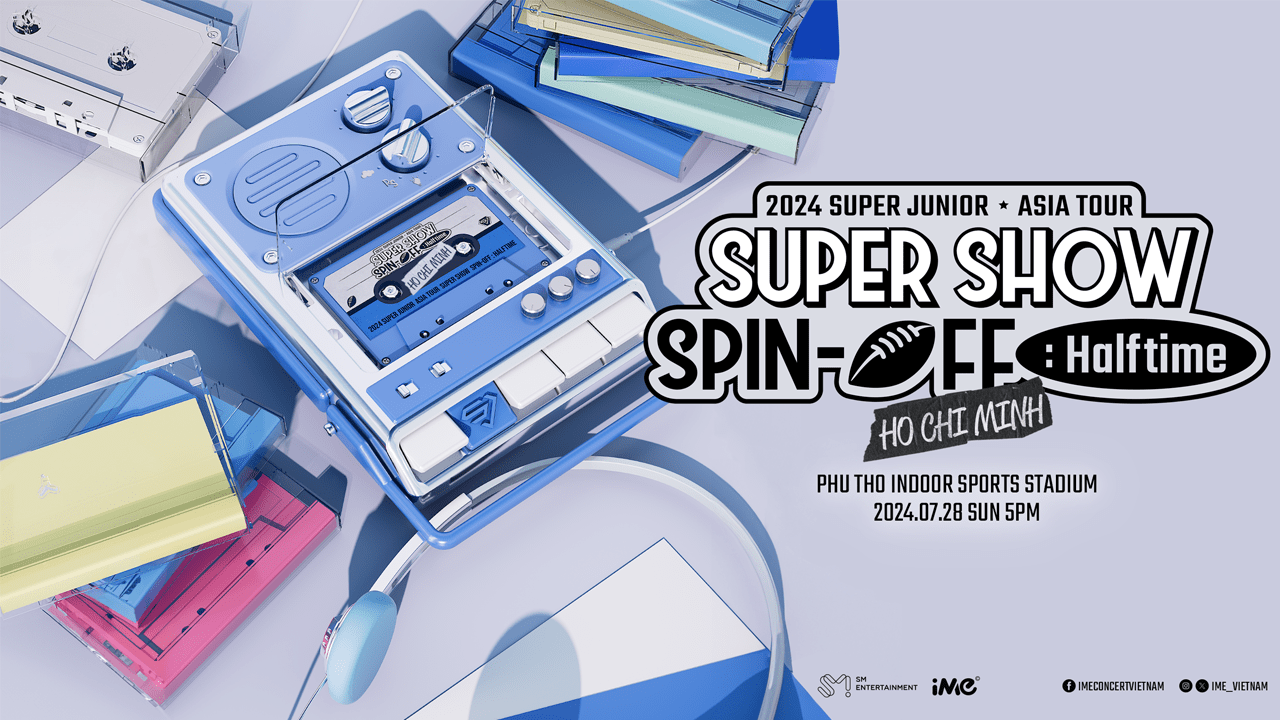 2024 SUPER JUNIOR ★ ASIA TOUR
SUPER SHOW
SPIN-OFF : Halftime
HO CHI MINH
PHU THO INDOOR SPORTS STADIUM
2024.07.28 SUN 5PM
SUPER SHOW
SPIN-OFF : Halftime
HO CHI MINH
2024 SUPER JUNIOR ASIA TOUR SUPER SHOW SPIN-OFF : HALFTIME
SM ENTERTAINMENT
iMe
IMECONCERTVIETNAM
IME_VIETNAM